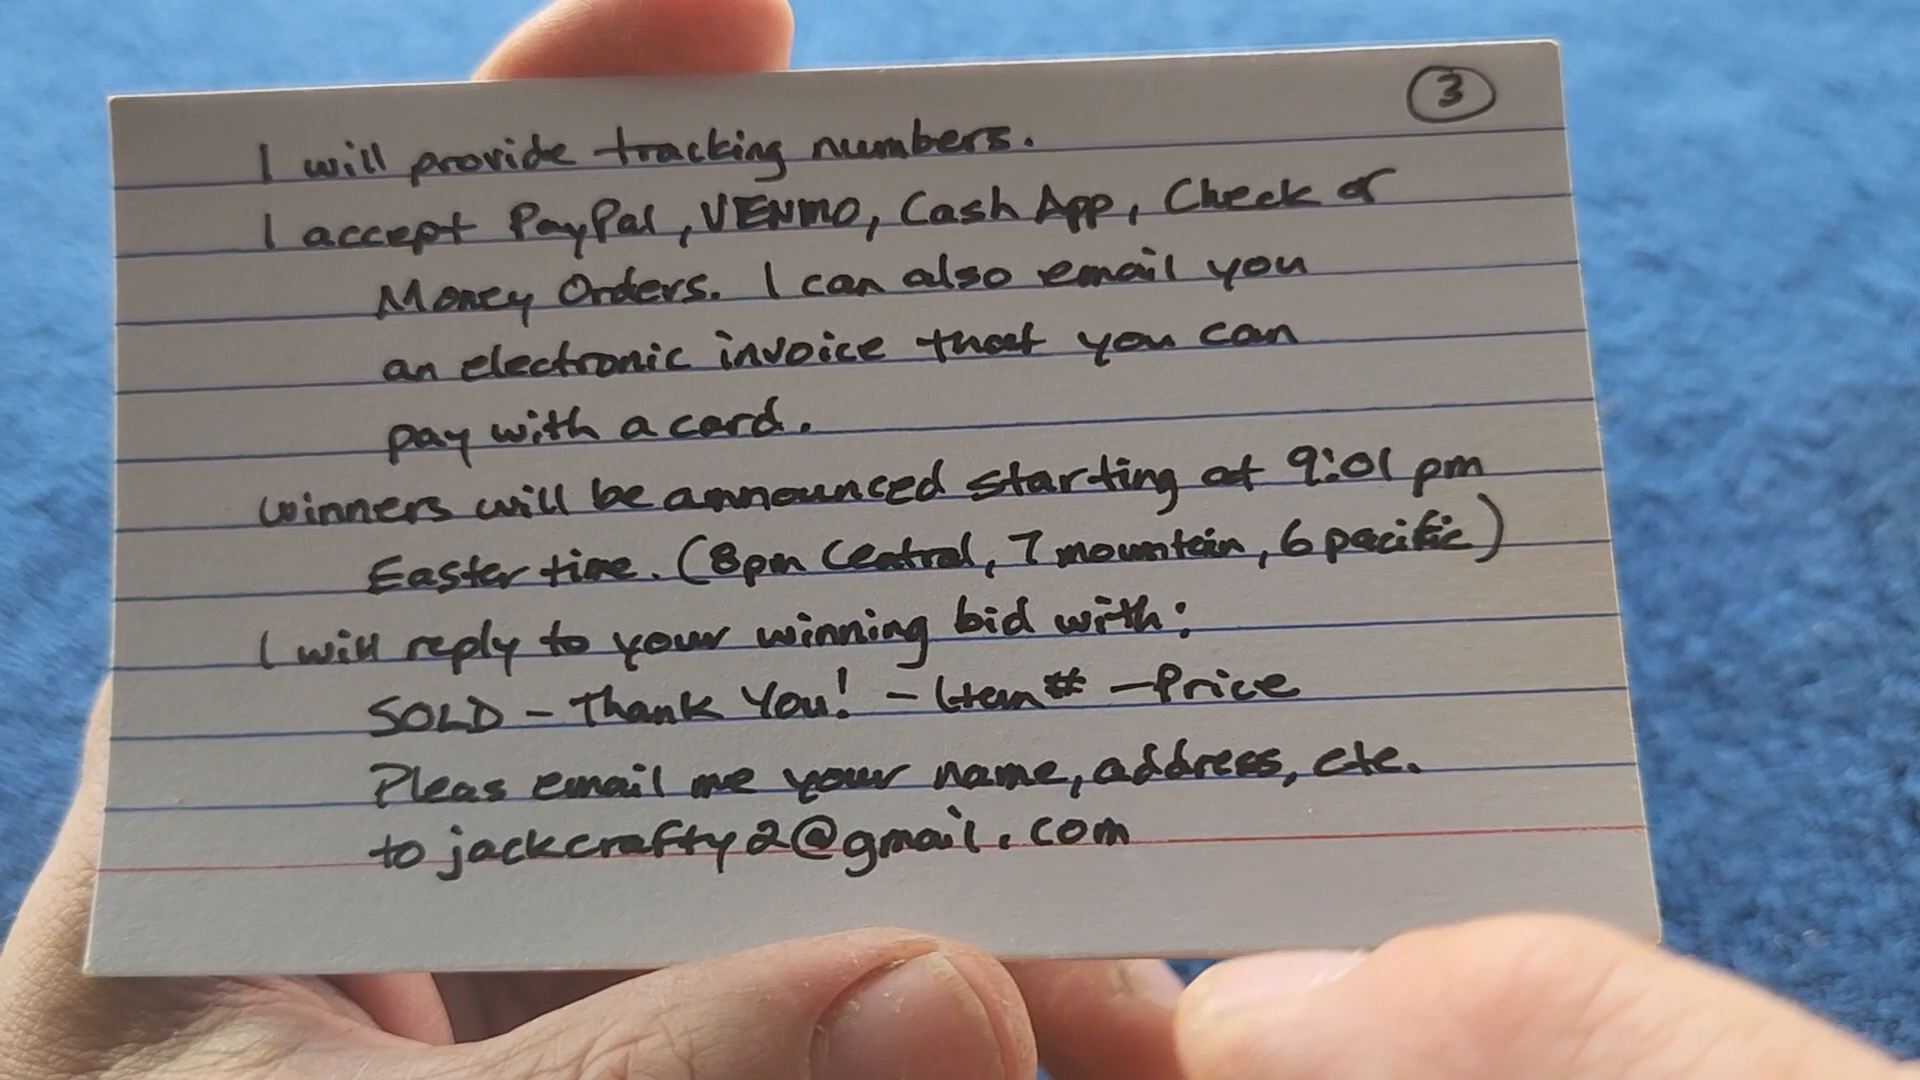 3
I will provide tracking numbers.
I accept PayPal, VENMO, Cash App, Check or
Money Orders. I can also email you
an electronic invoice that you can
pay with a card.
Winners will be announced starting at 9:01 pm
Easter time. (8pm Central, 7 mountain, 6 pacific)
I will reply to your winning bid with:
SOLD - Thank You! - Item # - Price
Pleas email me your name, address, etc.
to jackcrafty2@gmail.com